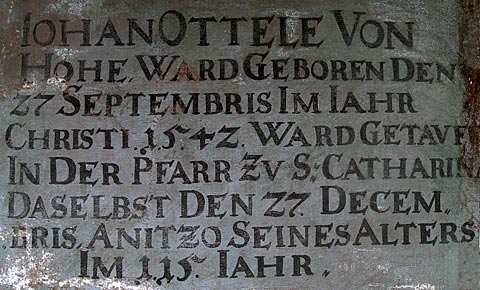 IOHAN OTTELE VON
HOHE. WARD GEBOREN DEN
27 SEPTEMBRIS IM IAHR
CHRISTI. 1542. WARD GETAVF
IN DER PFARR ZV S: CATHARINA
DASELBST DEN 27. DECEM.
BRIS. ANITZO SEINES ALTERS
IM 115. IAHR.